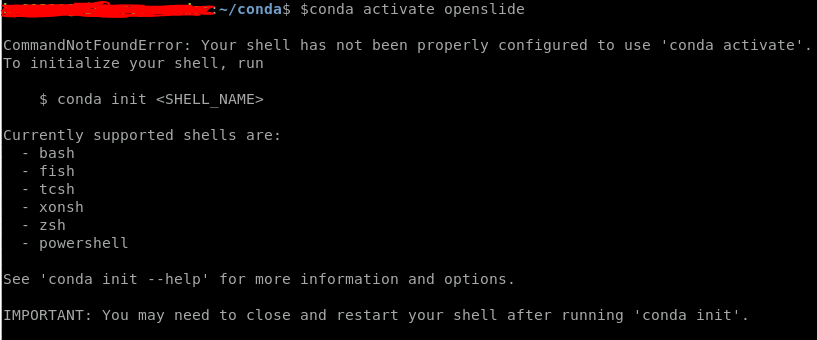 :~/conda$ $conda activate openslide
CommandNotFoundError: Your shell has not been properly configured to use 'conda activate'.
To initialize your shell, run
$ conda init <SHELL_NAME>
Currently supported shells are:
- bash
- fish
- tcsh
- xonsh
- zsh
- powershell
See 'conda init --help' for more information and options.
IMPORTANT: You may need to close and restart your shell after running 'conda init'.